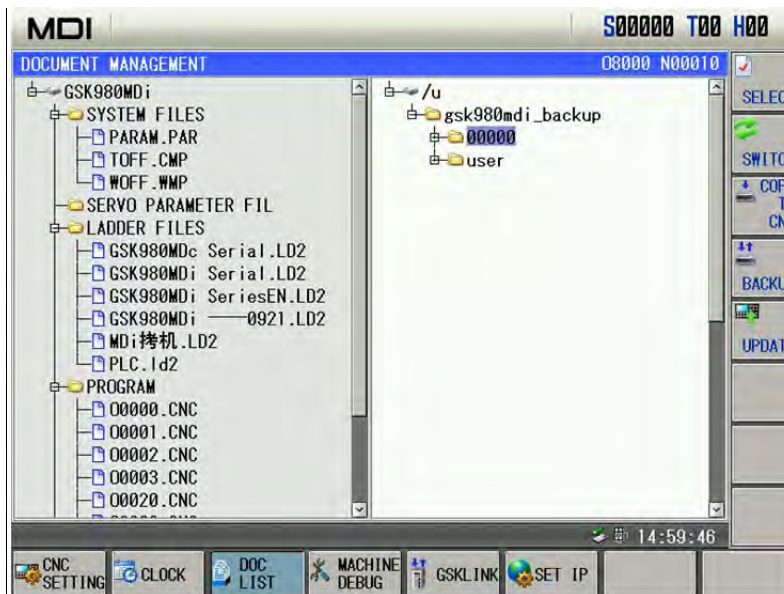 MDI
S00000 T00 H00
DOCUMENT MANAGEMENT
O8000 N00010
GSK980MDi
SYSTEM FILES
PARAM.PAR
TOFF.CMP
WOFF.WMP
SERVO PARAMETER FIL
LADDER FILES
GSK980MDc Serial.LD2
GSK980MDi Serial.LD2
GSK980MDi SeriesEN.LD2
GSK980MDi ——0921.LD2
MDi拷机.LD2
PLC.ld2
PROGRAM
O0000.CNC
O0001.CNC
O0002.CNC
O0003.CNC
O0020.CNC
/u
gsk980mdi_backup
00000
user
SELEC
SWITC
COP
T
CN
BACKU
UPDAT
14:59:46
CNC SETTING
CLOCK
DOC LIST
MACHINE DEBUG
GSKLINK
SET IP